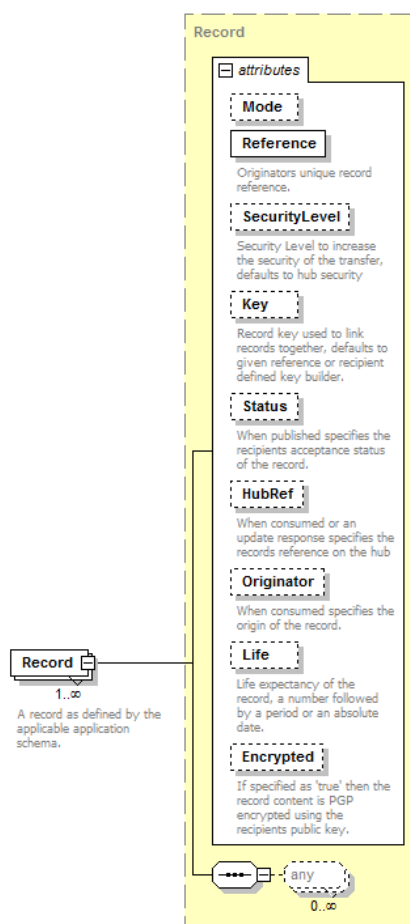 Record
attributes
Mode
Reference
Originators unique record
reference.
SecurityLevel
Security Level to increase
the security of the transfer,
defaults to hub security
Key
Record key used to link
records together, defaults to
given reference or recipient
defined key builder.
Status
When published specifies the
recipients acceptance status
of the record.
HubRef
When consumed or an
update response specifies the
records reference on the hub
Originator
When consumed specifies the
origin of the record.
Life
Life expectancy of the
record, a number followed
by a period or an absolute
date.
Encrypted
If specified as 'true' then the
record content is PGP
encrypted using the
recipients public key.
Record
1..∞
A record as defined by the
applicable application
schema.
any
0..∞